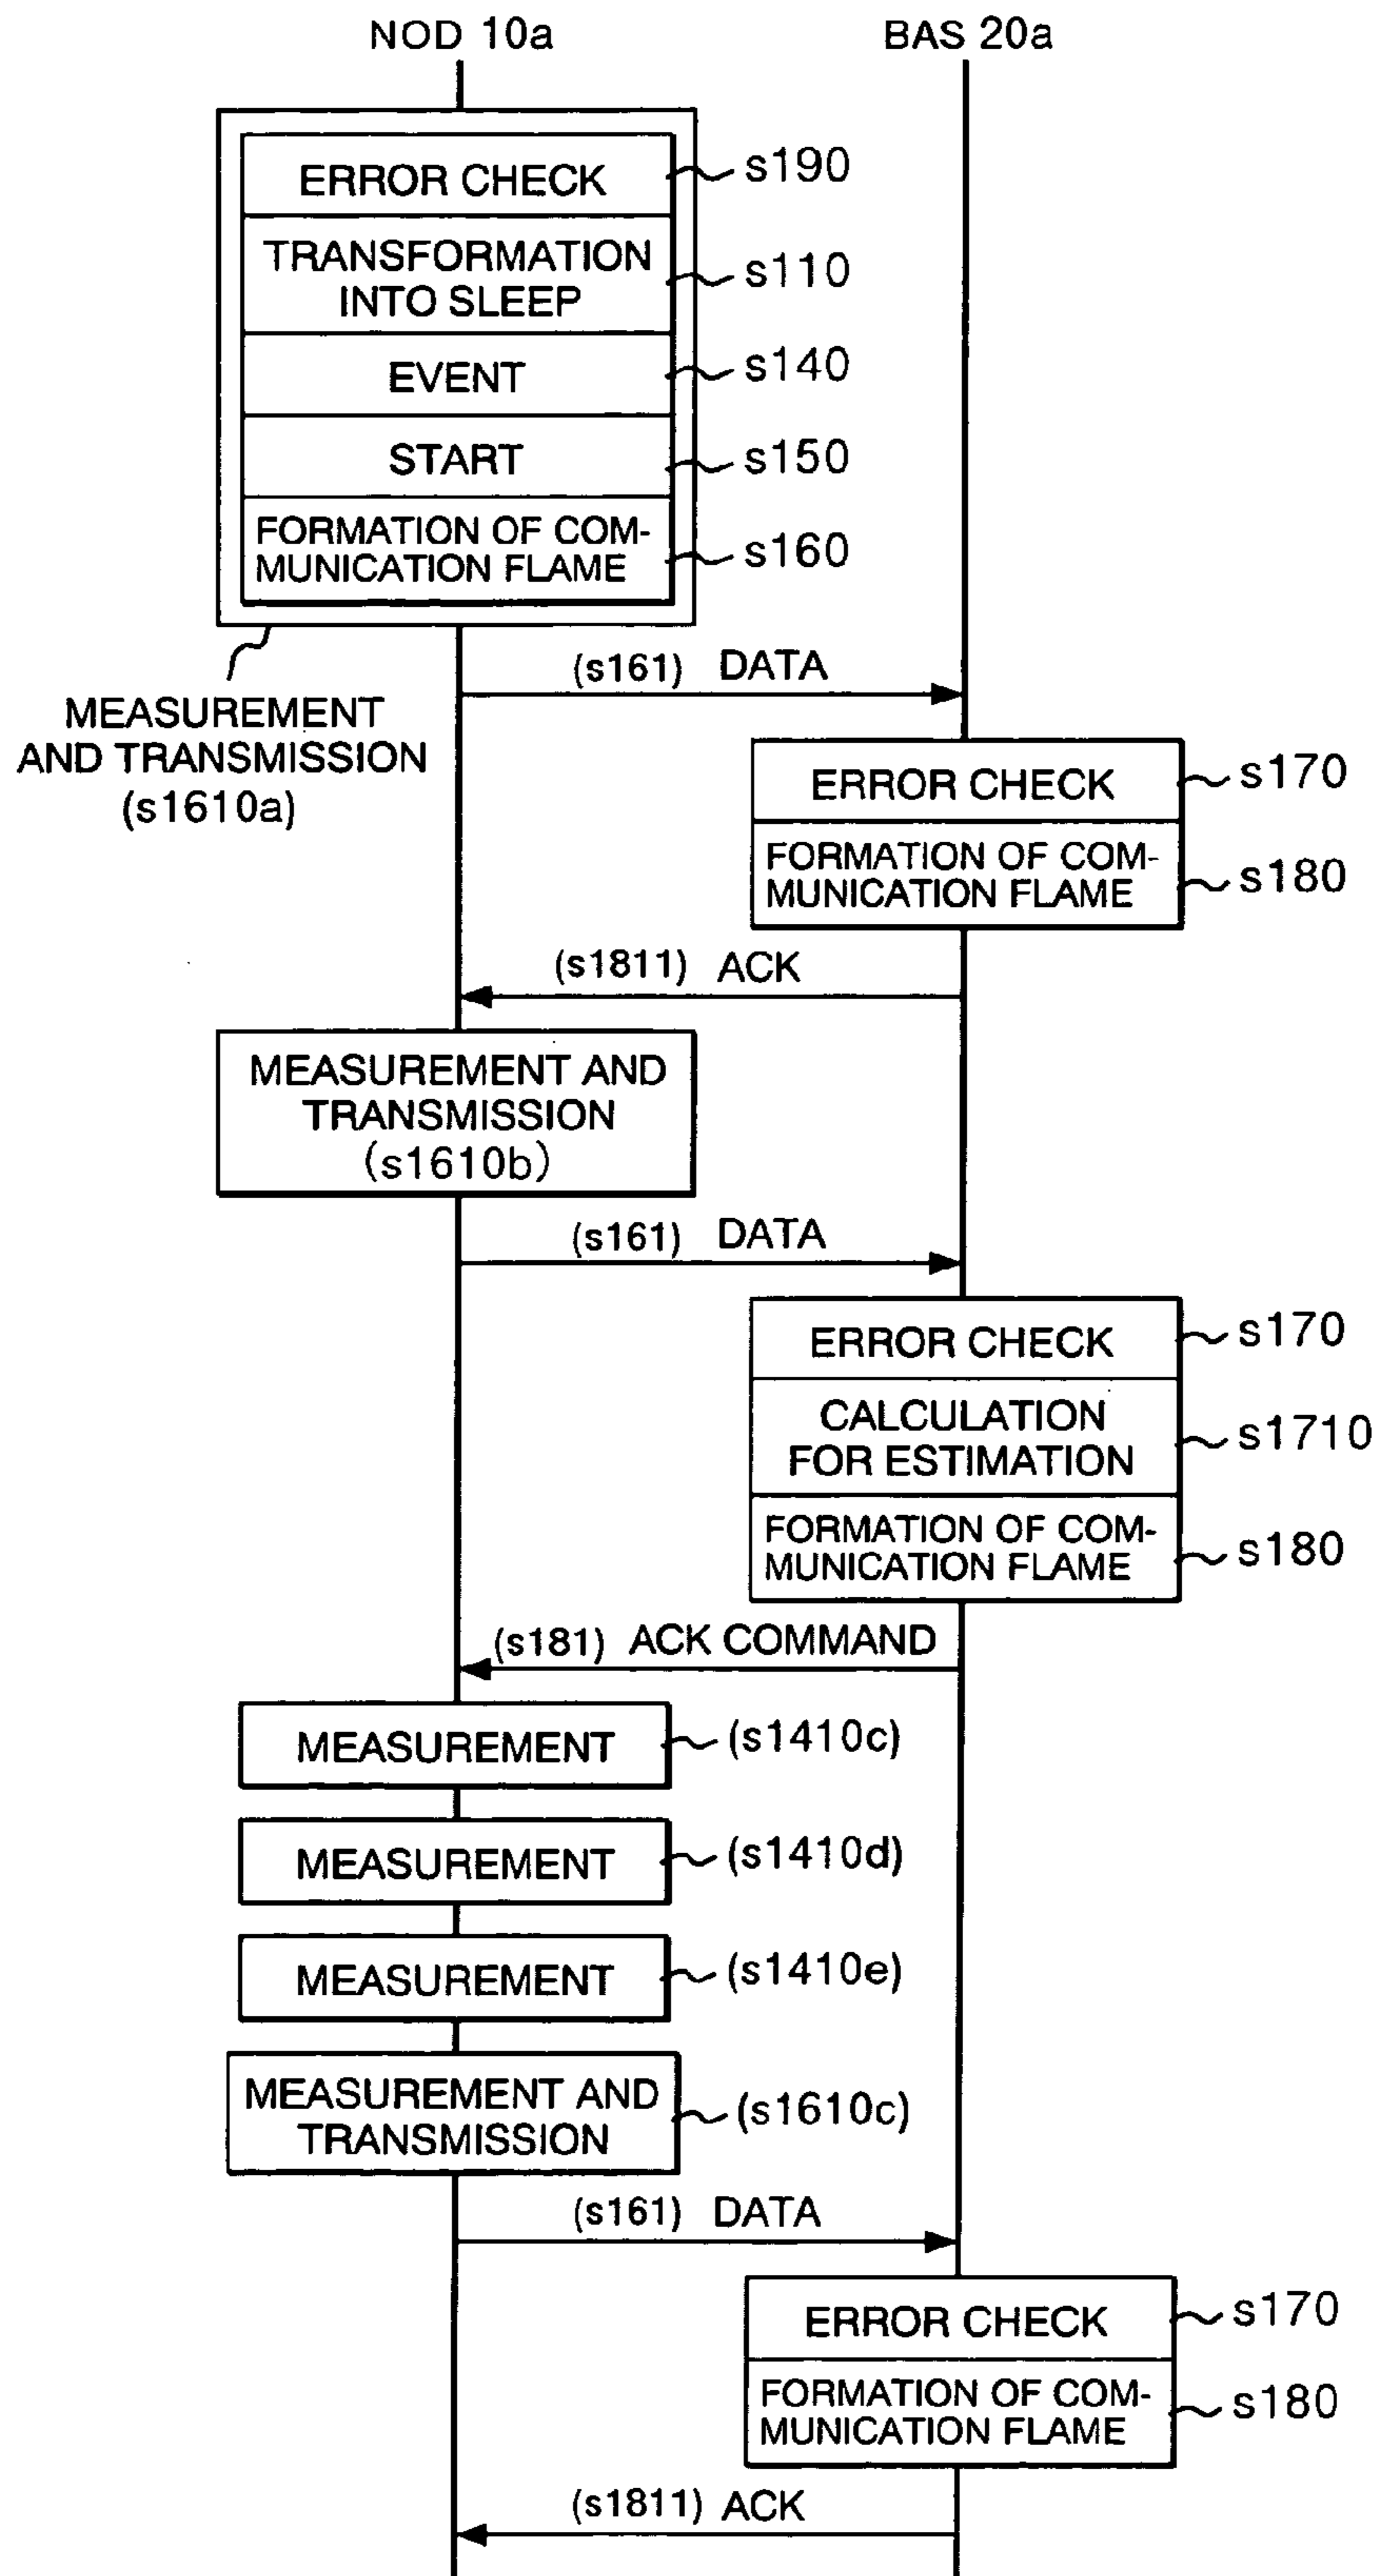 NOD 10a
BAS 20a
ERROR CHECK
s190
TRANSFORMATION
INTO SLEEP
s110
EVENT
s140
START
s150
FORMATION OF COM-
MUNICATION FLAME
s160
(s161) DATA
MEASUREMENT
AND TRANSMISSION
(s1610a)
ERROR CHECK
s170
FORMATION OF COM-
MUNICATION FLAME
s180
(s1811) ACK
MEASUREMENT AND
TRANSMISSION
(s1610b)
(s161) DATA
ERROR CHECK
s170
CALCULATION
FOR ESTIMATION
s1710
FORMATION OF COM-
MUNICATION FLAME
s180
(s181) ACK COMMAND
MEASUREMENT
(s1410c)
MEASUREMENT
(s1410d)
MEASUREMENT
(s1410e)
MEASUREMENT AND
TRANSMISSION
(s1610c)
(s161) DATA
ERROR CHECK
s170
FORMATION OF COM-
MUNICATION FLAME
s180
(s1811) ACK